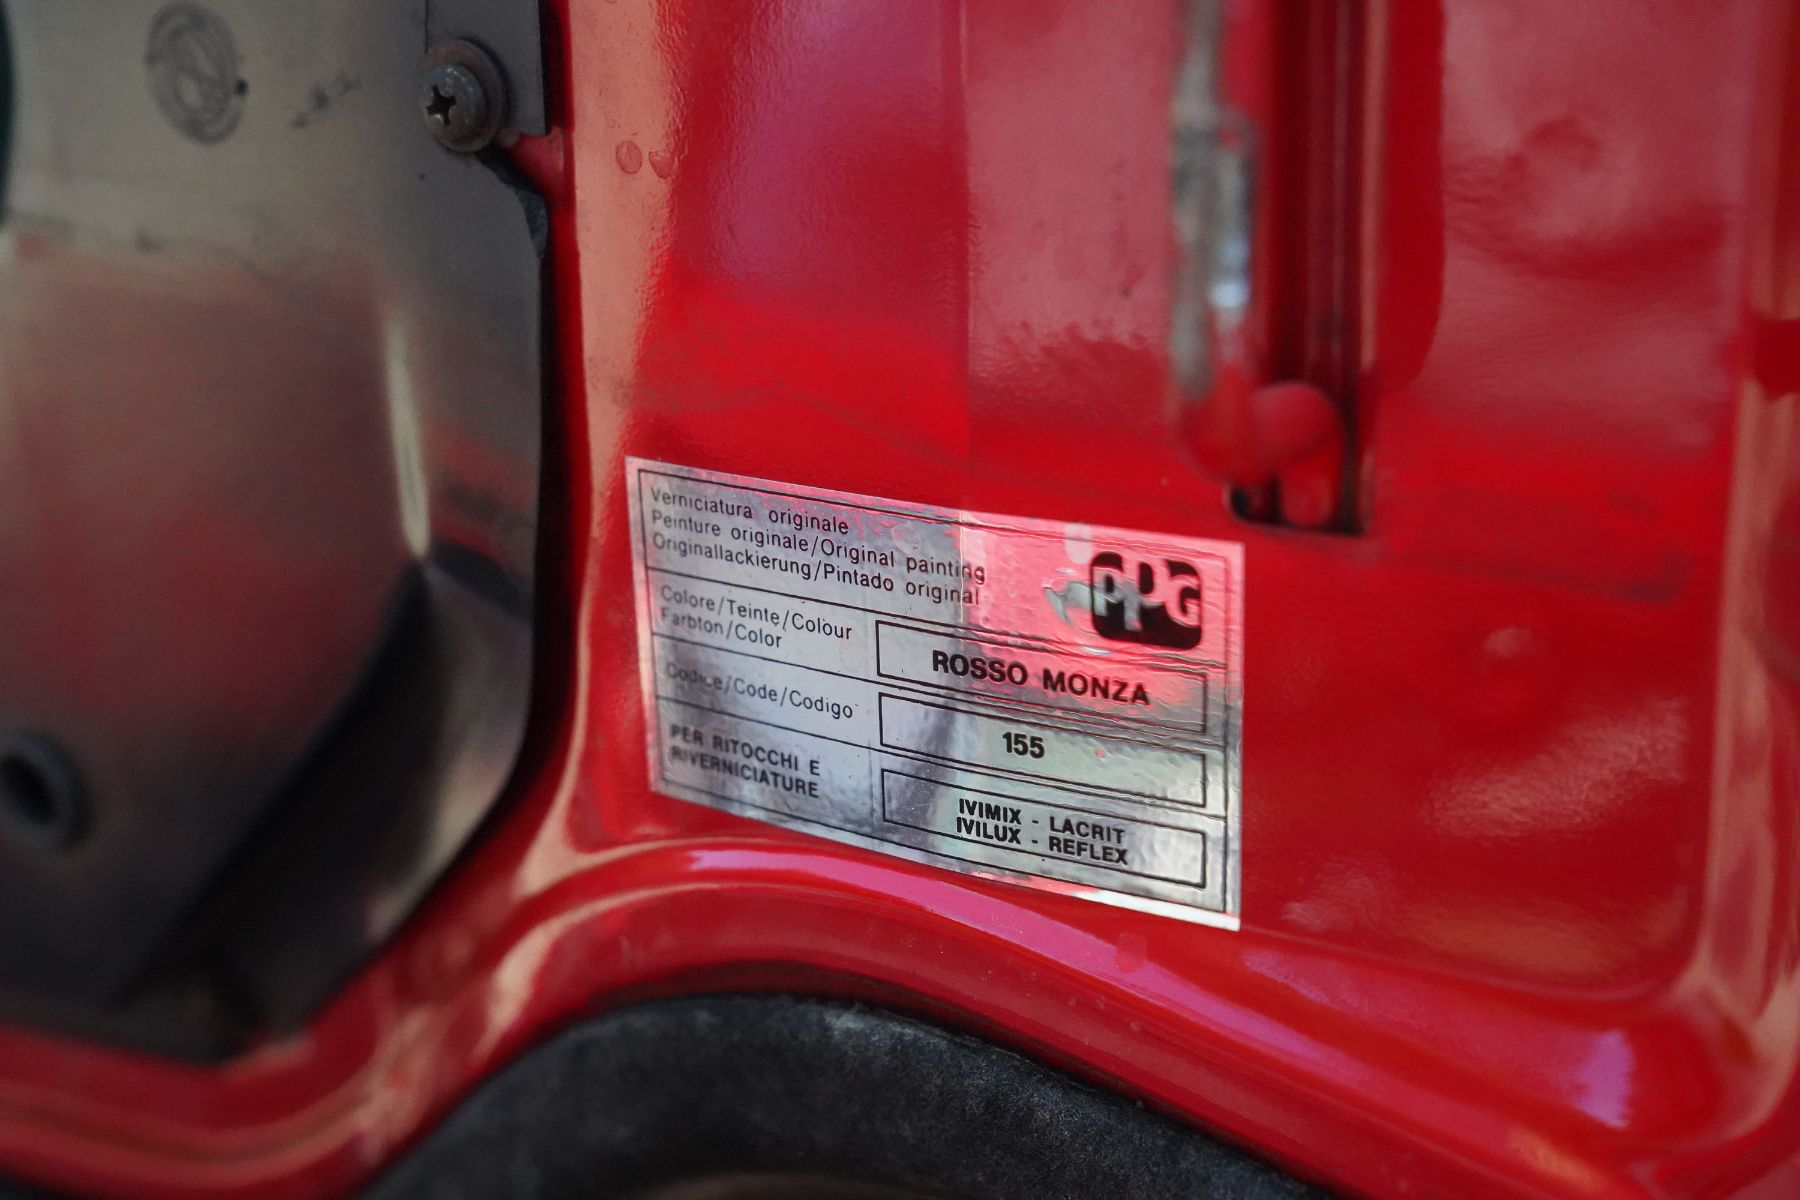 Verniciatura originale
Peinture originale/Original painting
Originallackierung/Pintado original
PPG
Colore/Teinte/Colour
Farbton/Color
ROSSO MONZA
Codice/Code/Codigo
155
PER RITOCCHI E
RIVERNICIATURE
IVIMIX - LACRIT
IVILUX - REFLEX